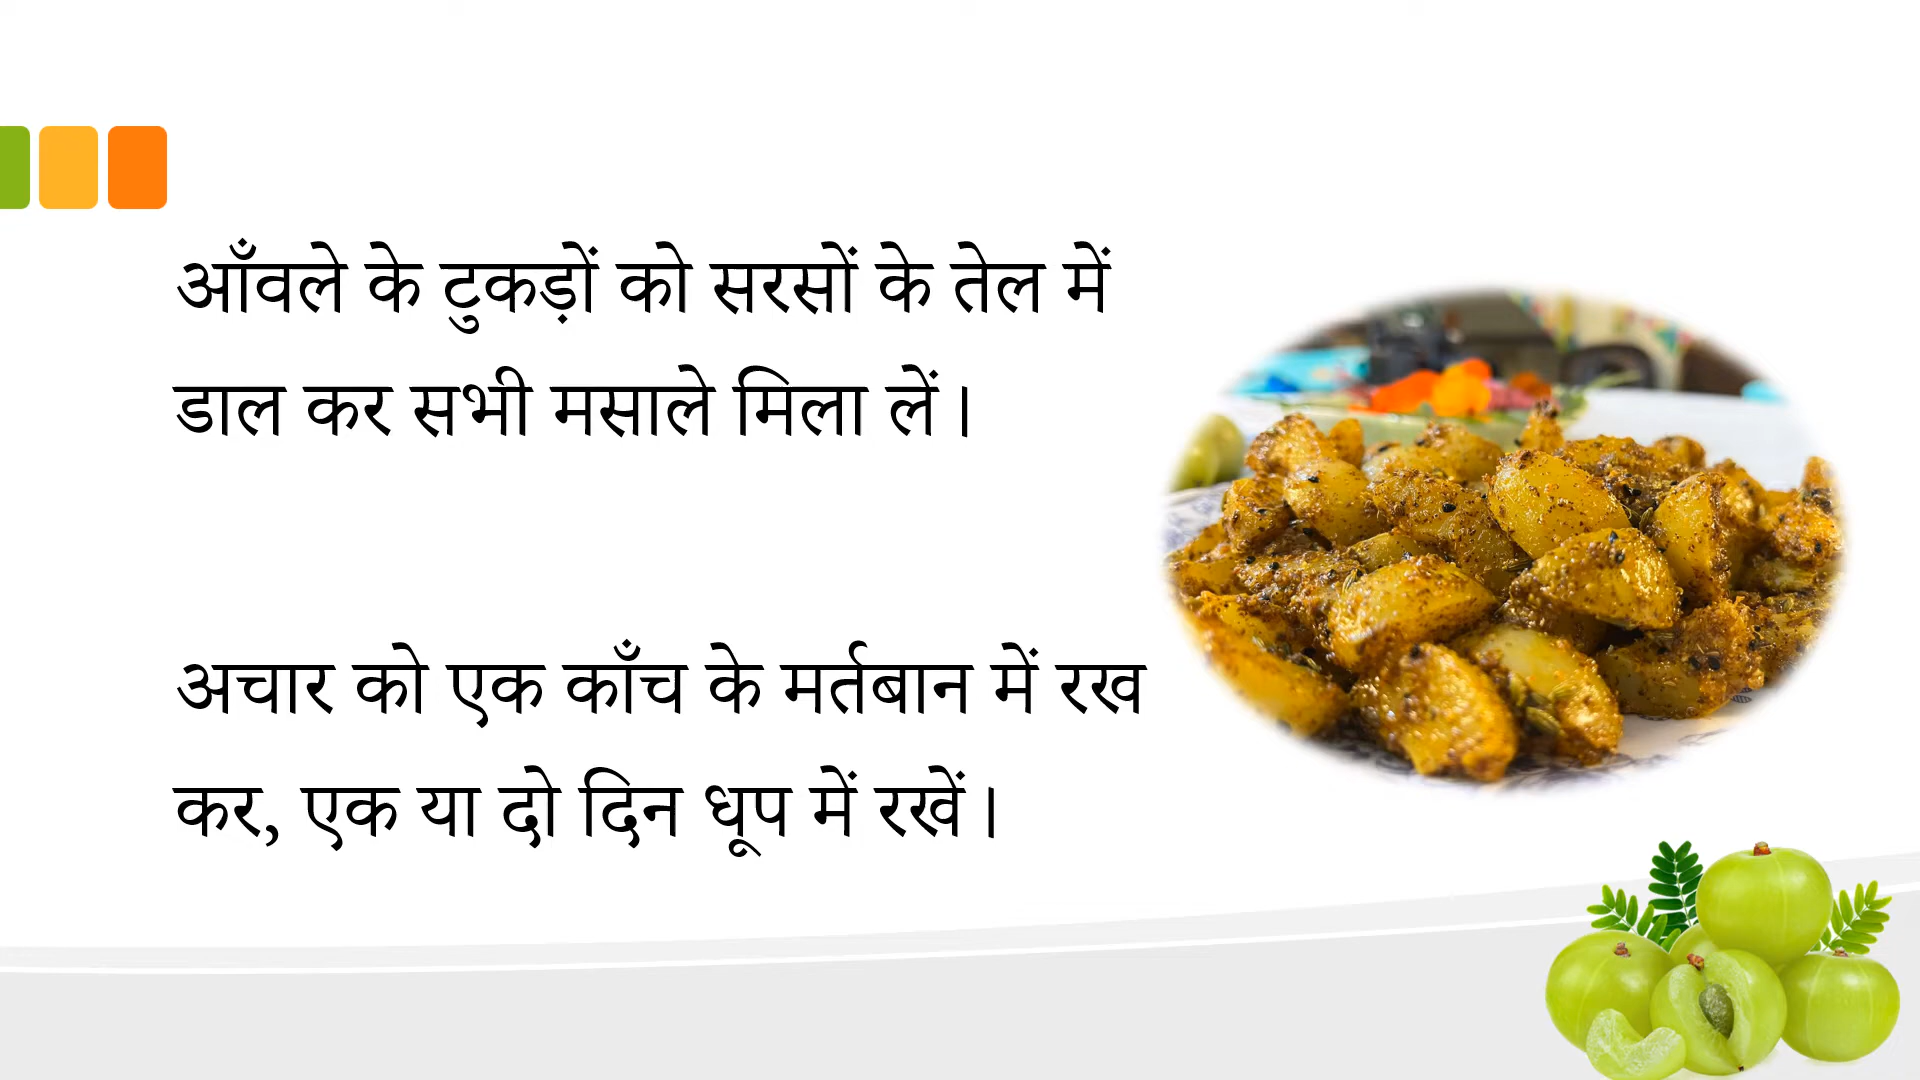 आँवले के टुकड़ों को सरसों के तेल में
डाल कर सभी मसाले मिला लें।
अचार को एक काँच के मर्तबान में रख
कर, एक या दो दिन धूप में रखें।